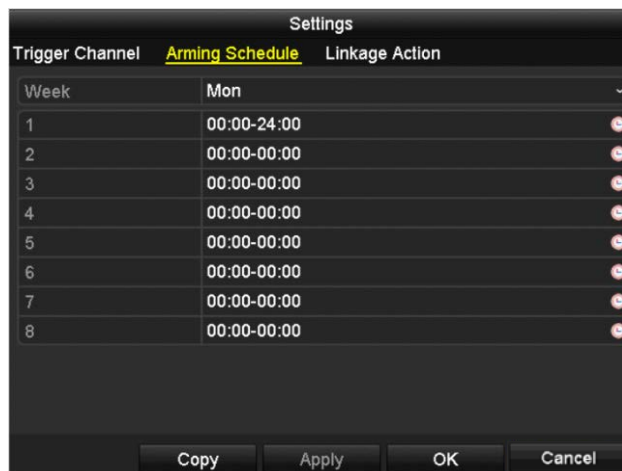 Settings
Trigger Channel Arming Schedule Linkage Action
Week Mon
1 00:00-24:00
2 00:00-00:00
3 00:00-00:00
4 00:00-00:00
5 00:00-00:00
6 00:00-00:00
7 00:00-00:00
8 00:00-00:00
Copy Apply OK Cancel